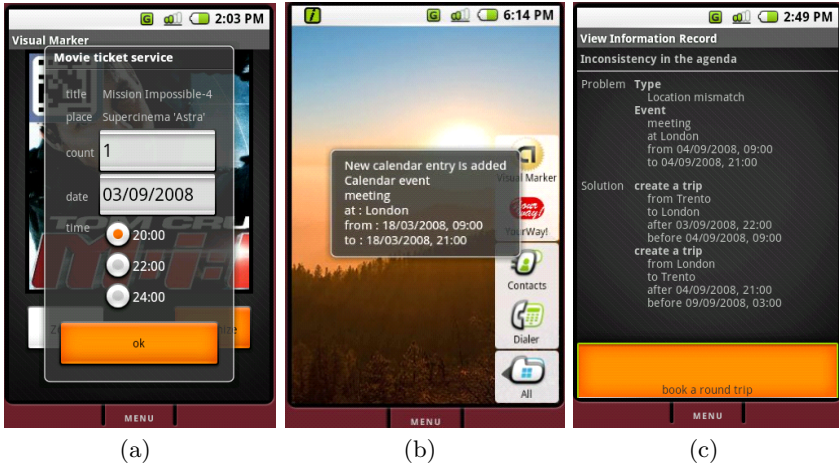 2:03 PM
Visual Marker
Movie ticket service
title Mission Impossible-4
place Supercinema 'Astra'
count 1
date 03/09/2008
time
20:00
22:00
24:00
TOM CRU
M:i:
ok
MENU
(a)
6:14 PM
New calendar entry is added
Calendar event
meeting
at : London
from : 18/03/2008, 09:00
to : 18/03/2008, 21:00
Visual Marker
Your Way!
YourWay!
Contacts
Dialer
All
MENU
(b)
2:49 PM
View Information Record
Inconsistency in the agenda
Problem Type
Location mismatch
Event
meeting
at London
from 04/09/2008, 09:00
to 04/09/2008, 21:00
Solution create a trip
from Trento
to London
after 03/09/2008, 22:00
before 04/09/2008, 09:00
create a trip
from London
to Trento
after 04/09/2008, 21:00
before 09/09/2008, 03:00
book a round trip
MENU
(c)